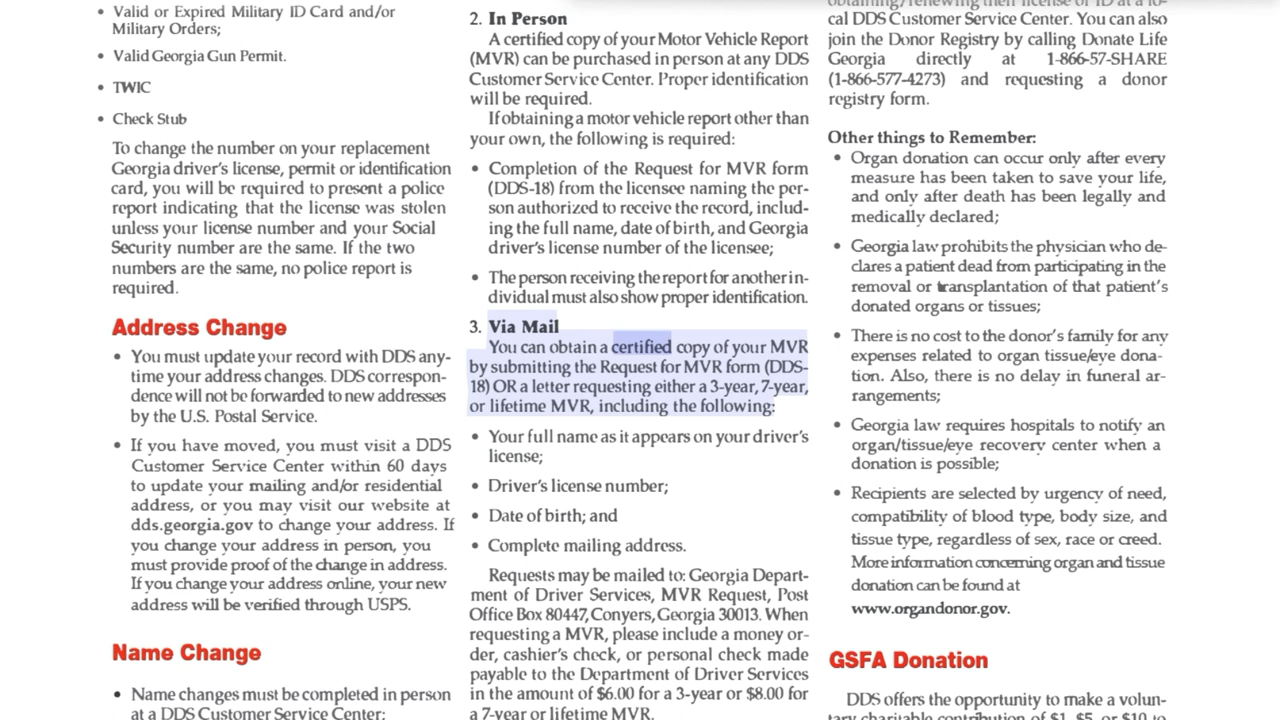 • Valid or Expired Military ID Card and/or
Military Orders;
• Valid Georgia Gun Permit.
• TWIC
• Check Stub
To change the number on your replacement
Georgia driver's license, permit or identification
card, you will be required to present a police
report indicating that the license was stolen
unless your license number and your Social
Security number are the same. If the two
numbers are the same, no police report is
required.
Address Change
• You must update your record with DDS any-
time your address changes. DDS correspon-
dence will not be forwarded to new addresses
by the U.S. Postal Service.
• If you have moved, you must visit a DDS
Customer Service Center within 60 days
to update your mailing and/or residential
address, or you may visit our website at
dds.georgia.gov to change your address. If
you change your address in person, you
must provide proof of the change in address.
If you change your address online, your new
address will be verified through USPS.
Name Change
• Name changes must be completed in person
at a DDS Customer Service Center;
2. In Person
A certified copy of your Motor Vehicle Report
(MVR) can be purchased in person at any DDS
Customer Service Center. Proper identification
will be required.
If obtaining a motor vehicle report other than
your own, the following is required:
• Completion of the Request for MVR form
(DDS-18) from the licensee naming the per-
son authorized to receive the record, includ-
ing the full name, date of birth, and Georgia
driver's license number of the licensee;
• The person receiving the report for another in-
dividual must also show proper identification.
3. Via Mail
You can obtain a certified copy of your MVR
by submitting the Request for MVR form (DDS-
18) OR a letter requesting either a 3-year, 7-year,
or lifetime MVR, including the following:
• Your full name as it appears on your driver's
license;
• Driver's license number;
• Date of birth; and
• Complete mailing address.
Requests may be mailed to: Georgia Depart-
ment of Driver Services, MVR Request, Post
Office Box 80447, Conyers, Georgia 30013. When
requesting a MVR, please include a money or-
der, cashier's check, or personal check made
payable to the Department of Driver Services
in the amount of $6.00 for a 3-year or $8.00 for
a 7-year or lifetime MVR.
obtaining/renewing their license or ID at a lo-
cal DDS Customer Service Center. You can also
join the Donor Registry by calling Donate Life
Georgia directly at 1-866-57-SHARE
(1-866-577-4273) and requesting a donor
registry form.
Other things to Remember:
• Organ donation can occur only after every
measure has been taken to save your life,
and only after death has been legally and
medically declared;
• Georgia law prohibits the physician who de-
clares a patient dead from participating in the
removal or transplantation of that patient's
donated organs or tissues;
• There is no cost to the donor's family for any
expenses related to organ tissue/eye dona-
tion. Also, there is no delay in funeral ar-
rangements;
• Georgia law requires hospitals to notify an
organ/tissue/eye recovery center when a
donation is possible;
• Recipients are selected by urgency of need,
compatibility of blood type, body size, and
tissue type, regardless of sex, race or creed.
More information concerning organ and tissue
donation can be found at
www.organdonor.gov.
GSFA Donation
DDS offers the opportunity to make a volun-
tary charitable contribution of $1, $5, or $10 to